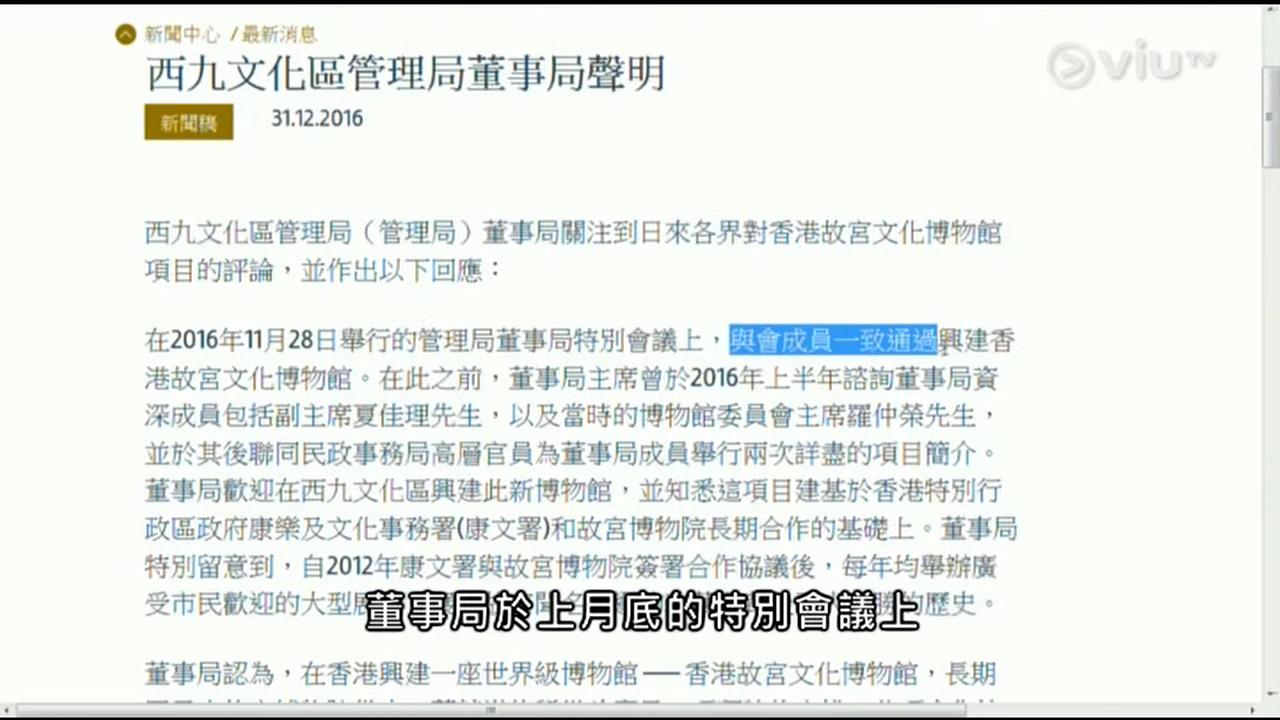 新聞中心 / 最新消息
西九文化區管理局董事局聲明
viuTV
新聞稿
31.12.2016
西九文化區管理局（管理局）董事局關注到日來各界對香港故宮文化博物館
項目的評論，並作出以下回應：
在2016年11月28日舉行的管理局董事局特別會議上，與會成員一致通過興建香
港故宮文化博物館。在此之前，董事局主席曾於2016年上半年諮詢董事局資
深成員包括副主席夏佳理先生，以及當時的博物館委員會主席羅仲榮先生，
並於其後聯同民政事務局高層官員為董事局成員舉行兩次詳盡的項目簡介。
董事局歡迎在西九文化區興建此新博物館，並知悉這項目建基於香港特別行
政區政府康樂及文化事務署(康文署)和故宮博物院長期合作的基礎上。董事局
特別留意到，自2012年康文署與故宮博物院簽署合作協議後，每年均舉辦廣
受市民歡迎的大型
的歷史。
董事局於上月底的特別會議上
董事局認為，在香港興建一座世界級博物館 —— 香港故宮文化博物館，長期